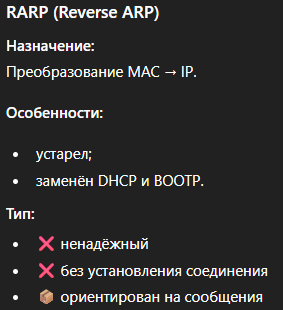 RARP (Reverse ARP)
Назначение:
Преобразование MAC → IP.
Особенности:
• устарел;
• заменён DHCP и BOOTP.
Тип:
• ❌ ненадёжный
• ❌ без установления соединения
• 📦 ориентирован на сообщения